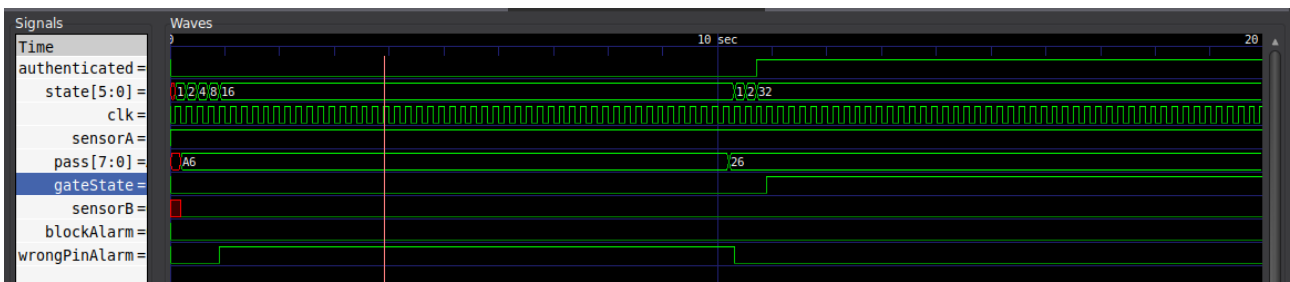 Signals Waves
Time 0 10 sec 20
authenticated=
state[5:0]= 1 2 4 8 16 1 2 32
clk=
sensorA=
pass[7:0]= A6 26
gateState=
sensorB=
blockAlarm=
wrongPinAlarm=